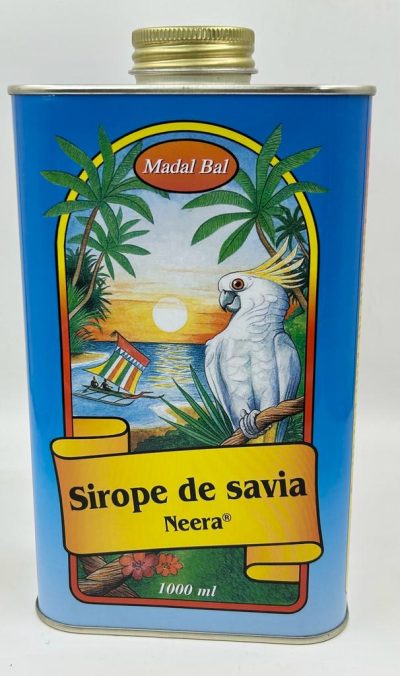 Madal Bal
Sirope de savia
Neera®
1000 ml